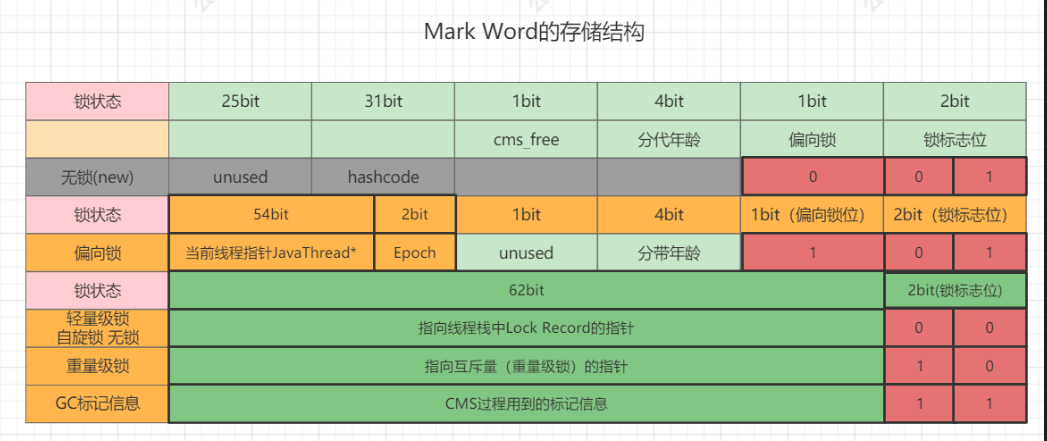 Mark Word的存储结构
锁状态 25bit 31bit 1bit 4bit 1bit 2bit
cms_free 分代年龄 偏向锁 锁标志位
无锁(new) unused hashcode 0 0 1
锁状态 54bit 2bit 1bit 4bit 1bit（偏向锁位） 2bit（锁标志位）
偏向锁 当前线程指针JavaThread* Epoch unused 分带年龄 1 0 1
锁状态 62bit 2bit(锁标志位)
轻量级锁
自旋锁 无锁 指向线程栈中Lock Record的指针 0 0
重量级锁 指向互斥量（重量级锁）的指针 1 0
GC标记信息 CMS过程用到的标记信息 1 1